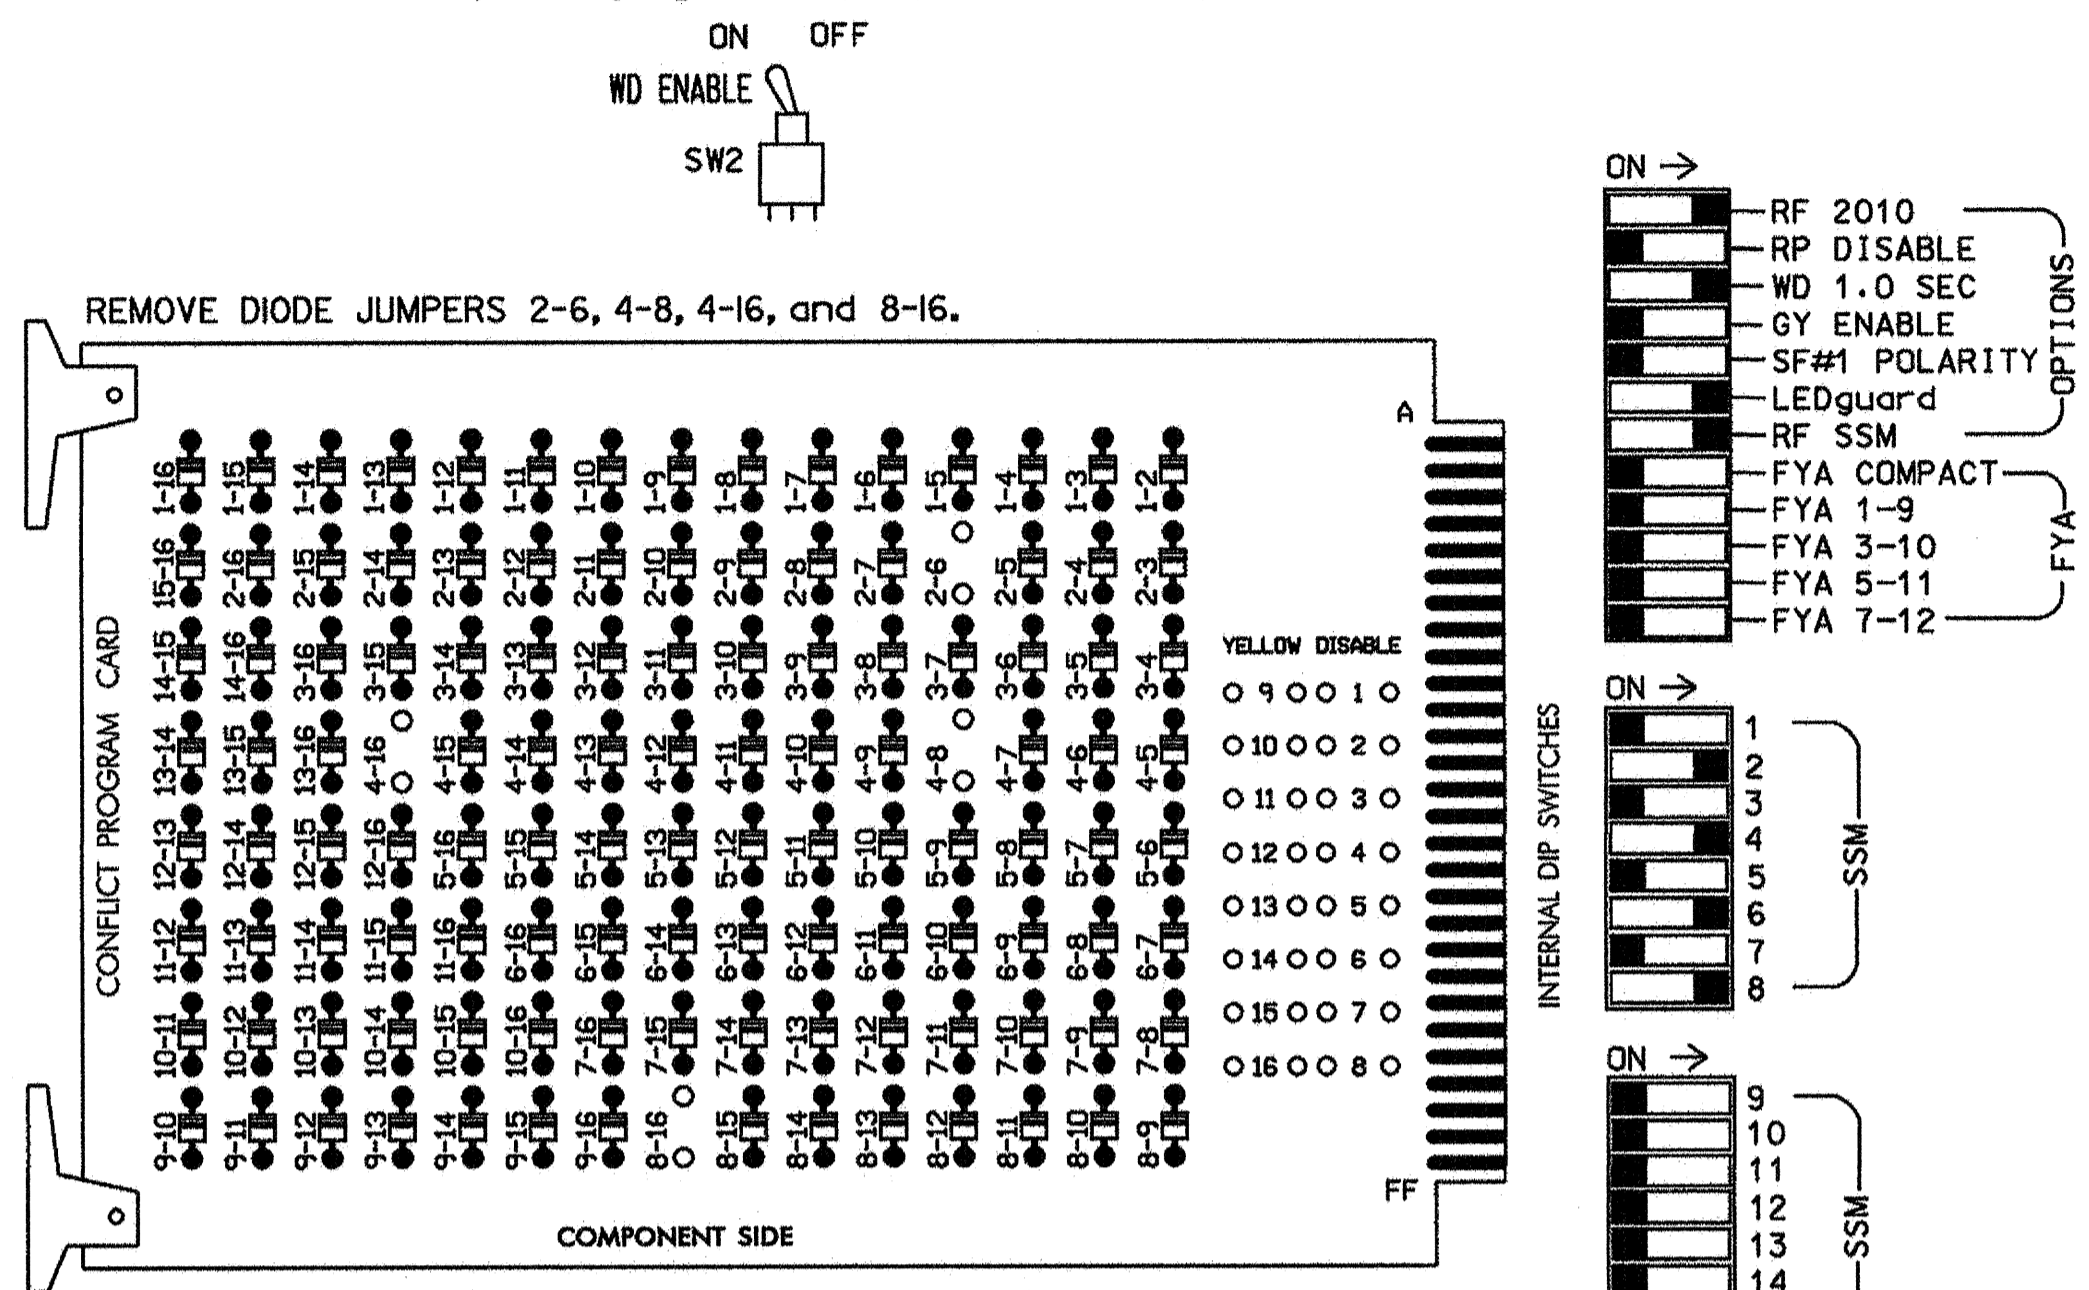 ON OFF
WD ENABLE
SW2
REMOVE DIODE JUMPERS 2-6, 4-8, 4-16, and 8-16.
CONFLICT PROGRAM CARD
A
1-16 1-15 1-14 1-13 1-12 1-11 1-10 1-9 1-8 1-7 1-6 1-5 1-4 1-3 1-2
15-16 2-16 2-15 2-14 2-13 2-12 2-11 2-10 2-9 2-8 2-7 2-6 2-5 2-4 2-3
14-15 14-16 3-16 3-15 3-14 3-13 3-12 3-11 3-10 3-9 3-8 3-7 3-6 3-5 3-4
13-14 13-15 13-16 4-16 4-15 4-14 4-13 4-12 4-11 4-10 4-9 4-8 4-7 4-6 4-5
12-13 12-14 12-15 12-16 5-16 5-15 5-14 5-13 5-12 5-11 5-10 5-9 5-8 5-7 5-6
11-12 11-13 11-14 11-15 11-16 6-16 6-15 6-14 6-13 6-12 6-11 6-10 6-9 6-8 6-7
10-11 10-12 10-13 10-14 10-15 10-16 7-16 7-15 7-14 7-13 7-12 7-11 7-10 7-9 7-8
9-10 9-11 9-12 9-13 9-14 9-15 9-16 8-16 8-15 8-14 8-13 8-12 8-11 8-10 8-9
YELLOW DISABLE
9 1
10 2
11 3
12 4
13 5
14 6
15 7
16 8
FF
COMPONENT SIDE
INTERNAL DIP SWITCHES
ON →
RF 2010
RP DISABLE
WD 1.0 SEC
GY ENABLE
SF#1 POLARITY
LEDguard
RF SSM
OPTIONS
FYA COMPACT
FYA 1-9
FYA 3-10
FYA 5-11
FYA 7-12
FYA
ON →
1
2
3
4
5
6
7
8
SSM
ON →
9
10
11
12
13
14
SSM